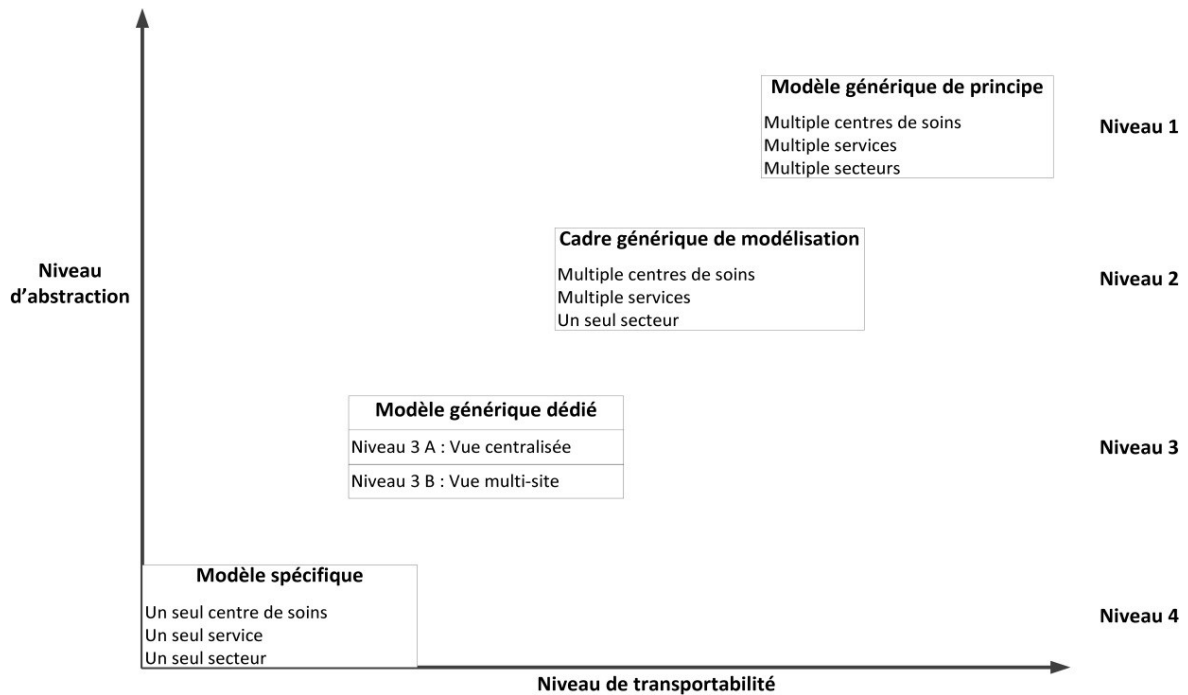 Modèle générique de principe
Multiple centres de soins
Multiple services
Multiple secteurs
Niveau 1
Cadre générique de modélisation
Multiple centres de soins
Multiple services
Un seul secteur
Niveau 2
Niveau
d'abstraction
Modèle générique dédié
Niveau 3 A : Vue centralisée
Niveau 3 B : Vue multi-site
Niveau 3
Modèle spécifique
Un seul centre de soins
Un seul service
Un seul secteur
Niveau 4
Niveau de transportabilité